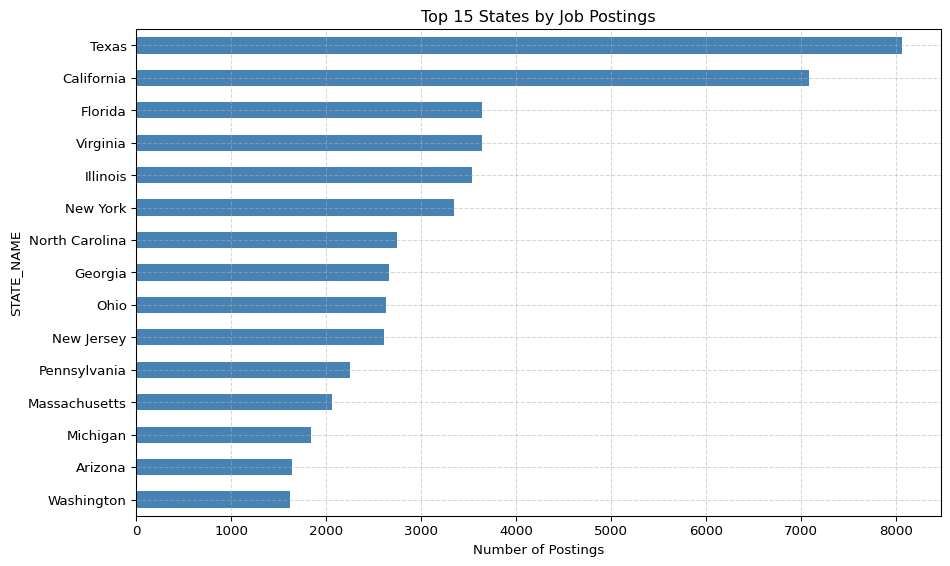 Top 15 States by Job Postings
Texas
California
Florida
Virginia
Illinois
New York
North Carolina
Georgia
Ohio
New Jersey
Pennsylvania
Massachusetts
Michigan
Arizona
Washington
STATE_NAME
0 1000 2000 3000 4000 5000 6000 7000 8000
Number of Postings